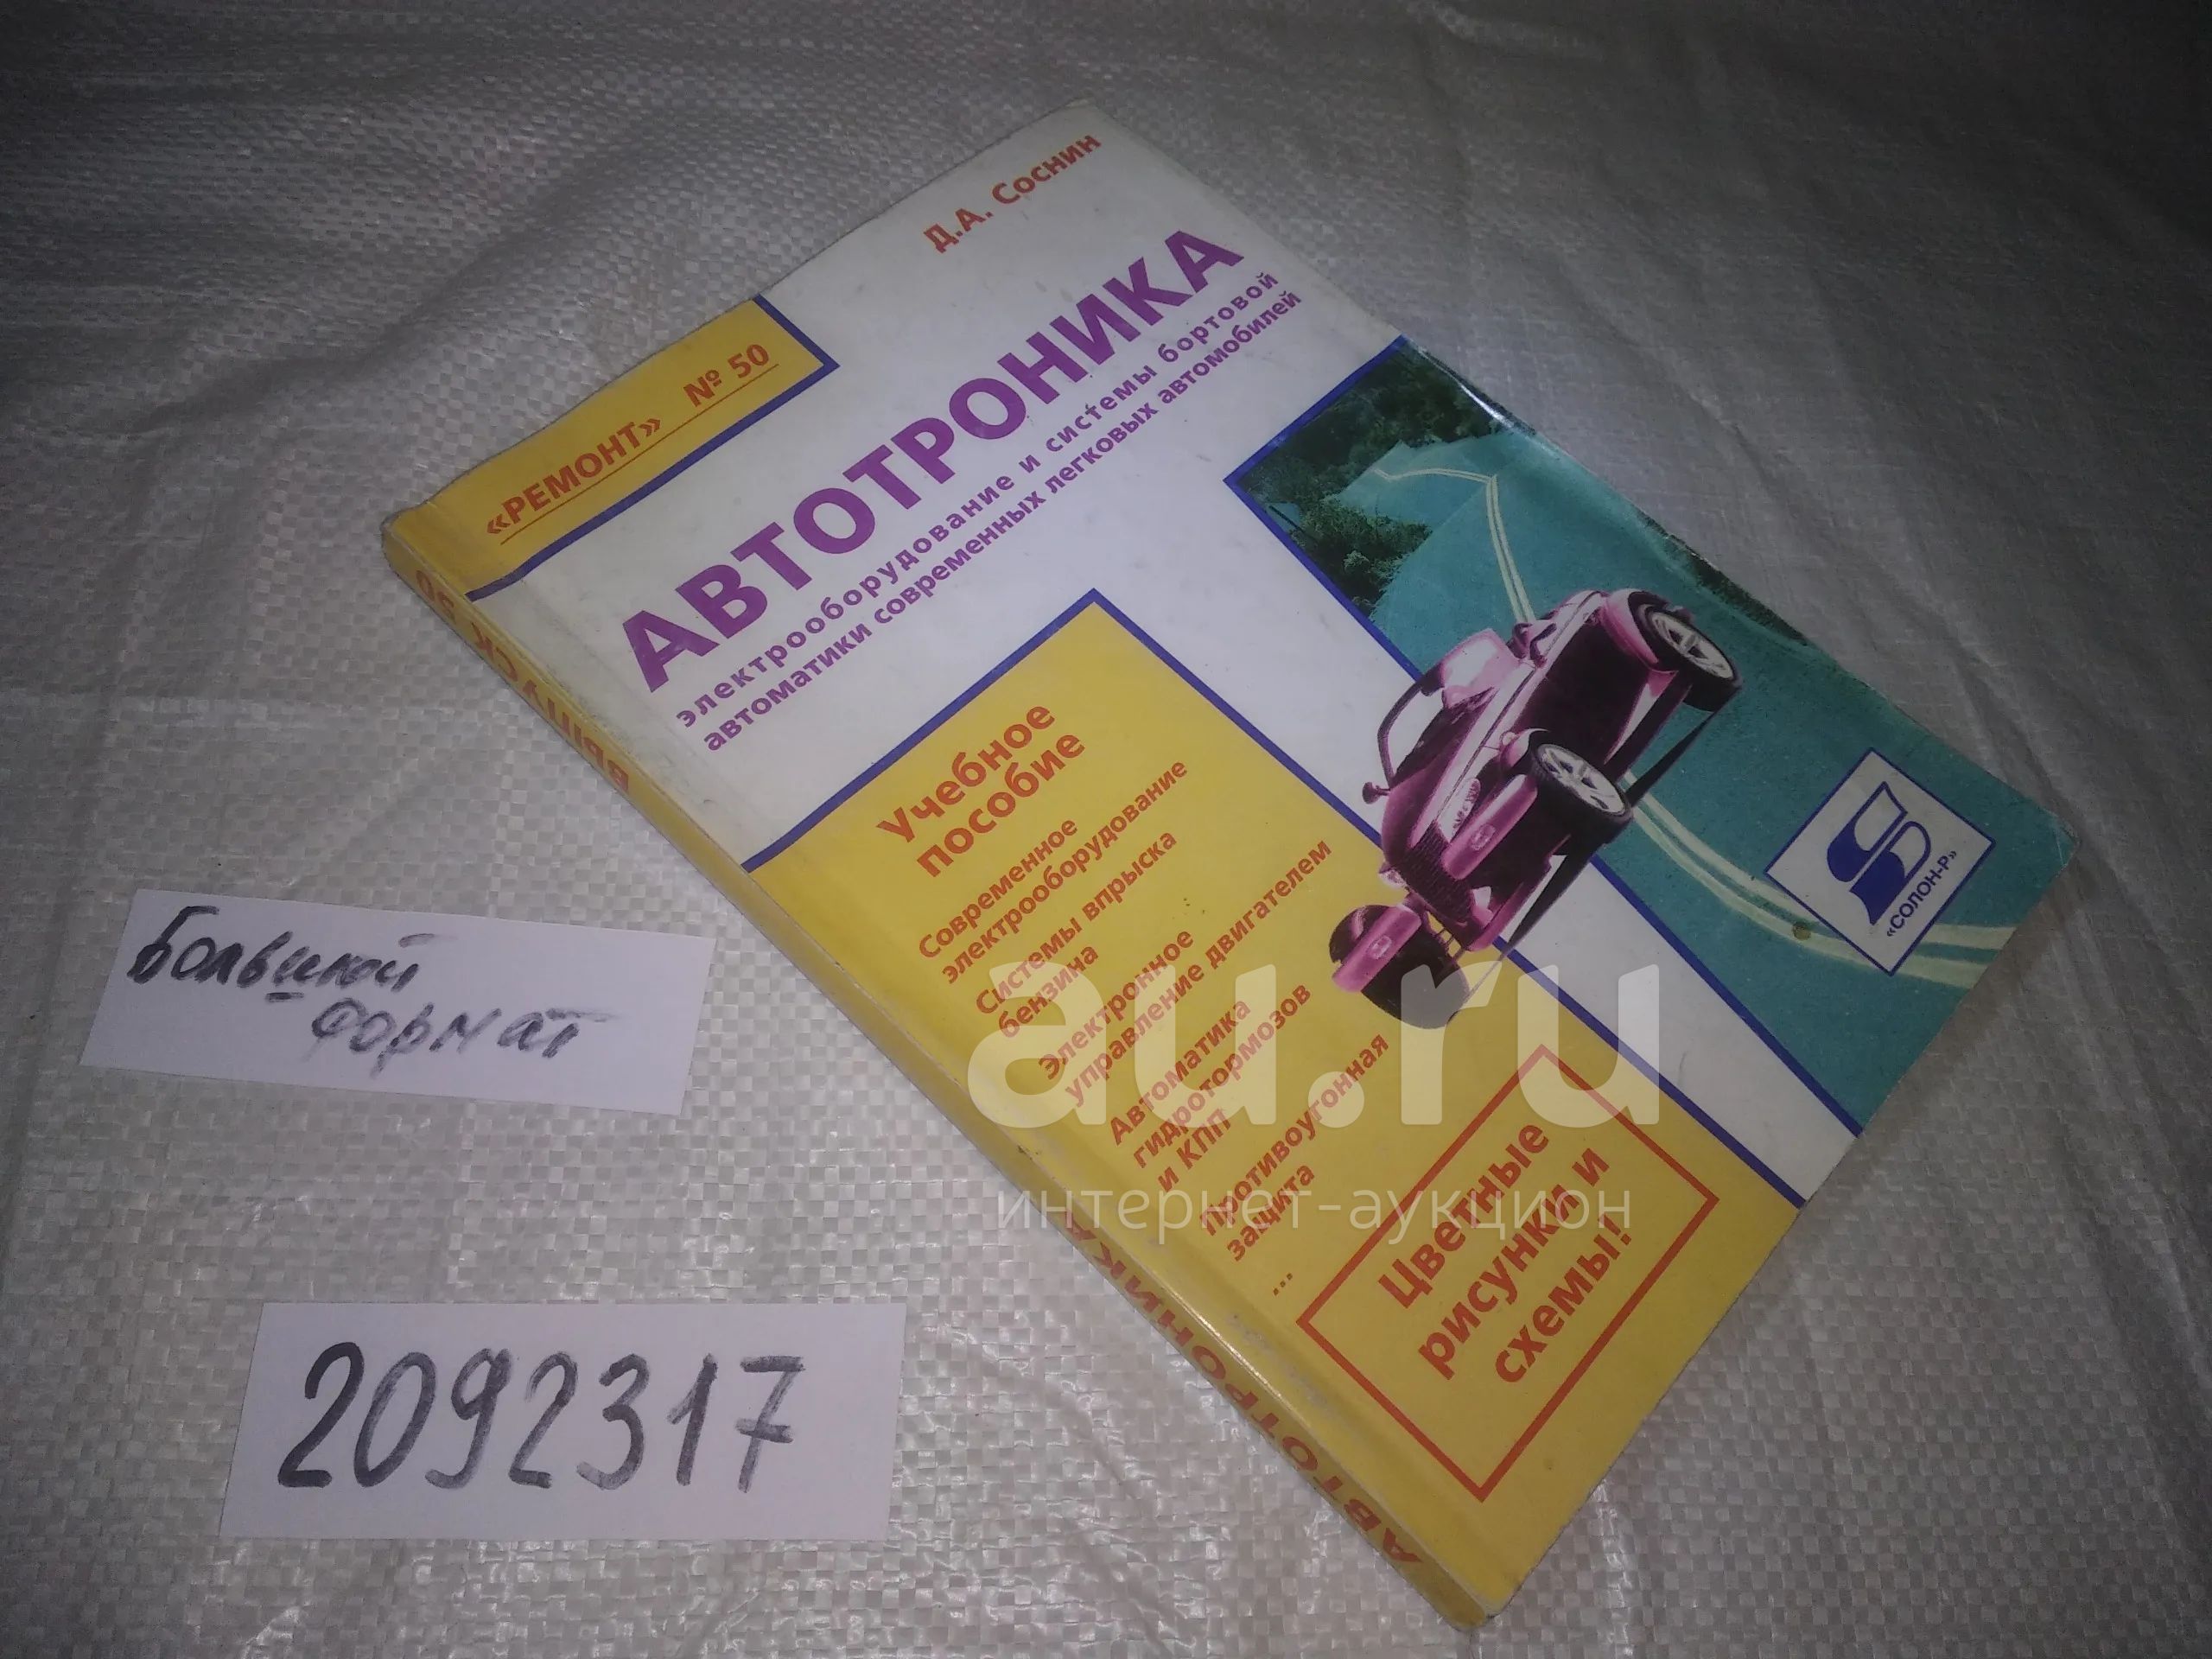 Д.А. Соснин
«РЕМОНТ» № 50
АВТОТРОНИКА
электрооборудование и системы бортовой
автоматики современных легковых автомобилей
Учебное
пособие
Современное
электрооборудование
Системы впрыска
бензина
Электронное
управление двигателем
Автоматика
гидротормозов
и КПП
Противоугонная
защита
...
Цветные
рисунки и
схемы!
«СОЛОН-Р»
ВЫПУСК 50
АВТОТРОНИКА
Большой
формат
2092317
au.ru
интернет-аукцион